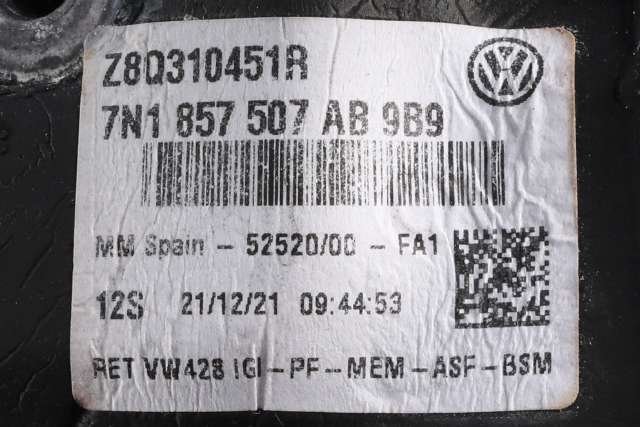 Z8Q310451R
7N1 857 507 AB 9B9
MM Spain - 52520/00 - FA1
12S 21/12/21 09:44:53
RET VW428 IGI-PF-MEM-ASF-BSM